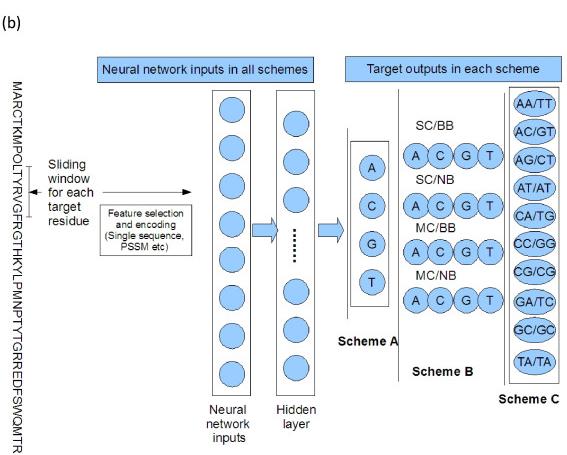 (b)
Neural network inputs in all schemes
Target outputs in each scheme
MARCTKMPOLTYRVGFRGTHKYLPMNPTYTGRREDFSWQMTR
Sliding
window
for each
target
residue
Feature selection
and encoding
(Single sequence,
PSSM etc)
Neural
network
inputs
Hidden
layer
A
C
G
T
Scheme A
SC/BB
A C G T
SC/NB
A C G T
MC/BB
A C G T
MC/NB
A C G T
Scheme B
AA/TT
AC/GT
AG/CT
AT/AT
CA/TG
CC/GG
CG/CG
GA/TC
GC/GC
TA/TA
Scheme C